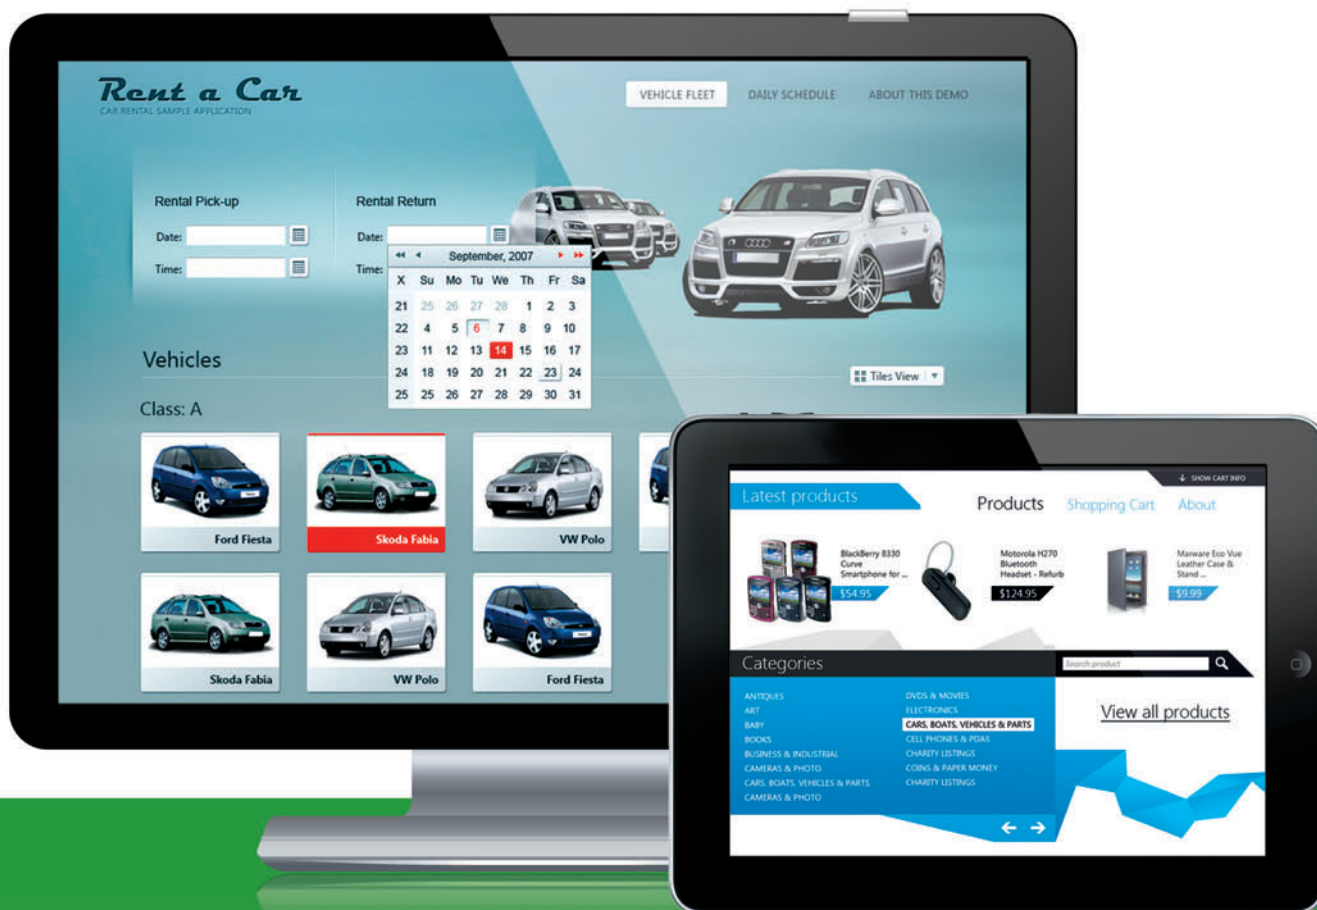 Rent a Car
CAR RENTAL SAMPLE APPLICATION
VEHICLE FLEET DAILY SCHEDULE ABOUT THIS DEMO
Rental Pick-up
Date:
Time:
Rental Return
Date:
Time:
September, 2007
X Su Mo Tu We Th Fr Sa
21 25 26 27 28 1 2 3
22 4 5 6 7 8 9 10
23 11 12 13 14 15 16 17
24 18 19 20 21 22 23 24
25 25 26 27 28 29 30 31
Vehicles
Tiles View
Class: A
Ford Fiesta
Skoda Fabia
VW Polo
Skoda Fabia
VW Polo
Ford Fiesta
SHOW CART INFO
Latest products
Products Shopping Cart About
BlackBerry 8330
Curve
Smartphone for ...
$54.95
Motorola H270
Bluetooth
Headset - Refurb
$124.95
Marware Eco Vue
Leather Case &
Stand ...
$9.99
Categories
Search product
ANTIQUES
ART
BABY
BOOKS
BUSINESS & INDUSTRIAL
CAMERAS & PHOTO
CARS, BOATS, VEHICLES & PARTS
CAMERAS & PHOTO
DVDS & MOVIES
ELECTRONICS
CARS, BOATS, VEHICLES & PARTS
CELL PHONES & PDAS
CHARITY LISTINGS
COINS & PAPER MONEY
CHARITY LISTINGS
View all products